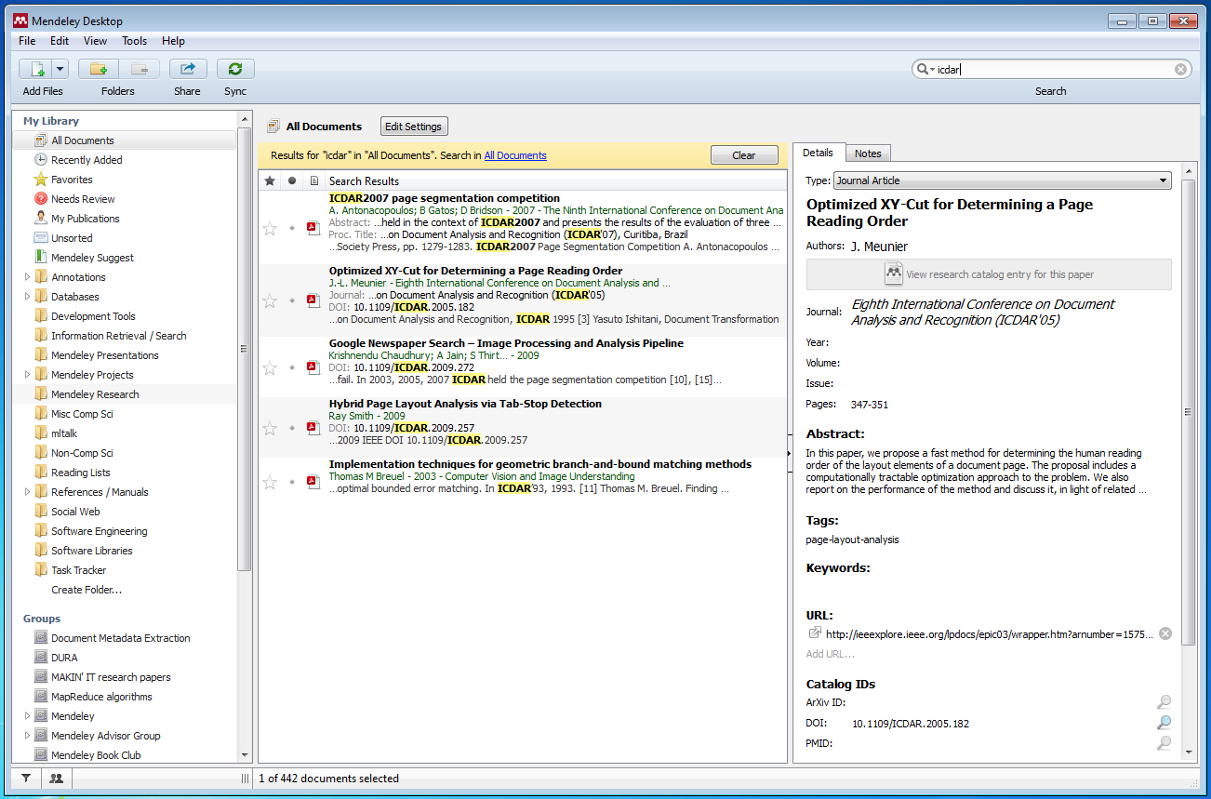 Mendeley Desktop
File Edit View Tools Help
Add Files Folders Share Sync
icdar
Search
My Library
All Documents
Recently Added
Favorites
Needs Review
My Publications
Unsorted
Mendeley Suggest
Annotations
Databases
Development Tools
Information Retrieval / Search
Mendeley Presentations
Mendeley Projects
Mendeley Research
Misc Comp Sci
mltalk
Non-Comp Sci
Reading Lists
References / Manuals
Social Web
Software Engineering
Software Libraries
Task Tracker
Create Folder...
Groups
Document Metadata Extraction
DURA
MAKIN' IT research papers
MapReduce algorithms
Mendeley
Mendeley Advisor Group
Mendeley Book Club
All Documents Edit Settings
Results for "icdar" in "All Documents". Search in All Documents Clear
Search Results
ICDAR2007 page segmentation competition
A. Antonacopoulos; B Gatos; D Bridson - 2007 - The Ninth International Conference on Document Ana
Abstract: ...held in the context of ICDAR2007 and presents the results of the evaluation of three ...
Proc. Title: ...on Document Analysis and Recognition (ICDAR'07), Curitba, Brazil
...Society Press, pp. 1279-1283. ICDAR2007 Page Segmentation Competition A. Antonacopoulos ...
Optimized XY-Cut for Determining a Page Reading Order
J.-L. Meunier - Eighth International Conference on Document Analysis and ...
Journal: ...on Document Analysis and Recognition (ICDAR'05)
DOI: 10.1109/ICDAR.2005.182
...on Document Analysis and Recognition, ICDAR 1995 [3] Yasuto Ishitani, Document Transformation
Google Newspaper Search – Image Processing and Analysis Pipeline
Krishnendu Chaudhury; A Jain; S Thirt... - 2009
DOI: 10.1109/ICDAR.2009.272
...fail. In 2003, 2005, 2007 ICDAR held the page segmentation competition [10], [15]...
Hybrid Page Layout Analysis via Tab-Stop Detection
Ray Smith - 2009
DOI: 10.1109/ICDAR.2009.257
...2009 IEEE DOI 10.1109/ICDAR.2009.257
Implementation techniques for geometric branch-and-bound matching methods
Thomas M Breuel - 2003 - Computer Vision and Image Understanding
...optimal bounded error matching. In ICDAR'93, 1993. [11] Thomas M. Breuel. Finding ...
Details Notes
Type: Journal Article
Optimized XY-Cut for Determining a Page
Reading Order
Authors: J. Meunier
View research catalog entry for this paper
Journal: Eighth International Conference on Document
Analysis and Recognition (ICDAR'05)
Year:
Volume:
Issue:
Pages: 347-351
Abstract:
In this paper, we propose a fast method for determining the human reading
order of the layout elements of a document page. The proposal includes a
computationally tractable optimization approach to the problem. We also
report on the performance of the method and discuss it, in light of related ...
Tags:
page-layout-analysis
Keywords:
URL:
http://ieeexplore.ieee.org/lpdocs/epic03/wrapper.htm?arnumber=1575...
Add URL...
Catalog IDs
ArXiv ID:
DOI: 10.1109/ICDAR.2005.182
PMID:
1 of 442 documents selected